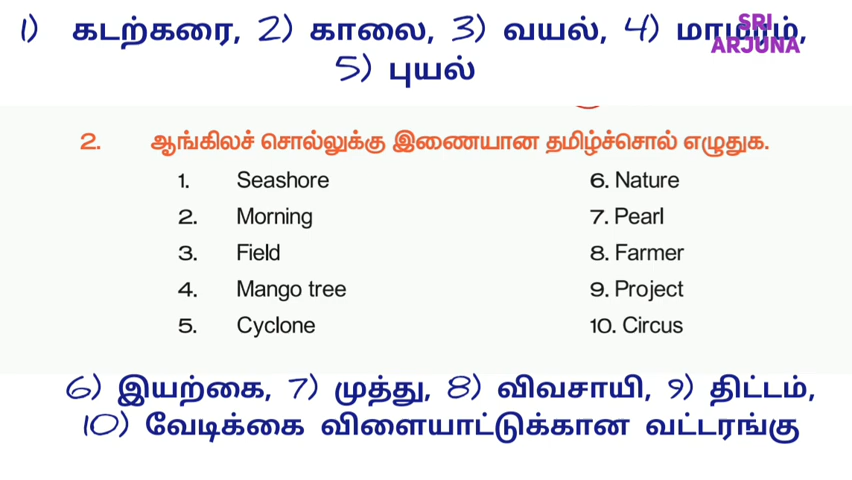 1) கடற்கரை, 2) காலை, 3) வயல், 4) மாமரம்,
SRI
ARJUNA
5) புயல்
2. ஆங்கிலச் சொல்லுக்கு இணையான தமிழ்ச்சொல் எழுதுக.
1. Seashore 6. Nature
2. Morning 7. Pearl
3. Field 8. Farmer
4. Mango tree 9. Project
5. Cyclone 10. Circus
6) இயற்கை, 7) முத்து, 8) விவசாயி, 9) திட்டம்,
10) வேடிக்கை விளையாட்டுக்கான வட்டரங்கு